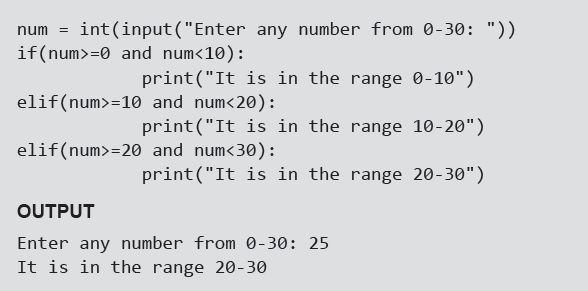 num = int(input("Enter any number from 0-30: "))
if(num>=0 and num<10):
            print("It is in the range 0-10")
elif(num>=10 and num<20):
            print("It is in the range 10-20")
elif(num>=20 and num<30):
            print("It is in the range 20-30")
OUTPUT
Enter any number from 0-30: 25
It is in the range 20-30